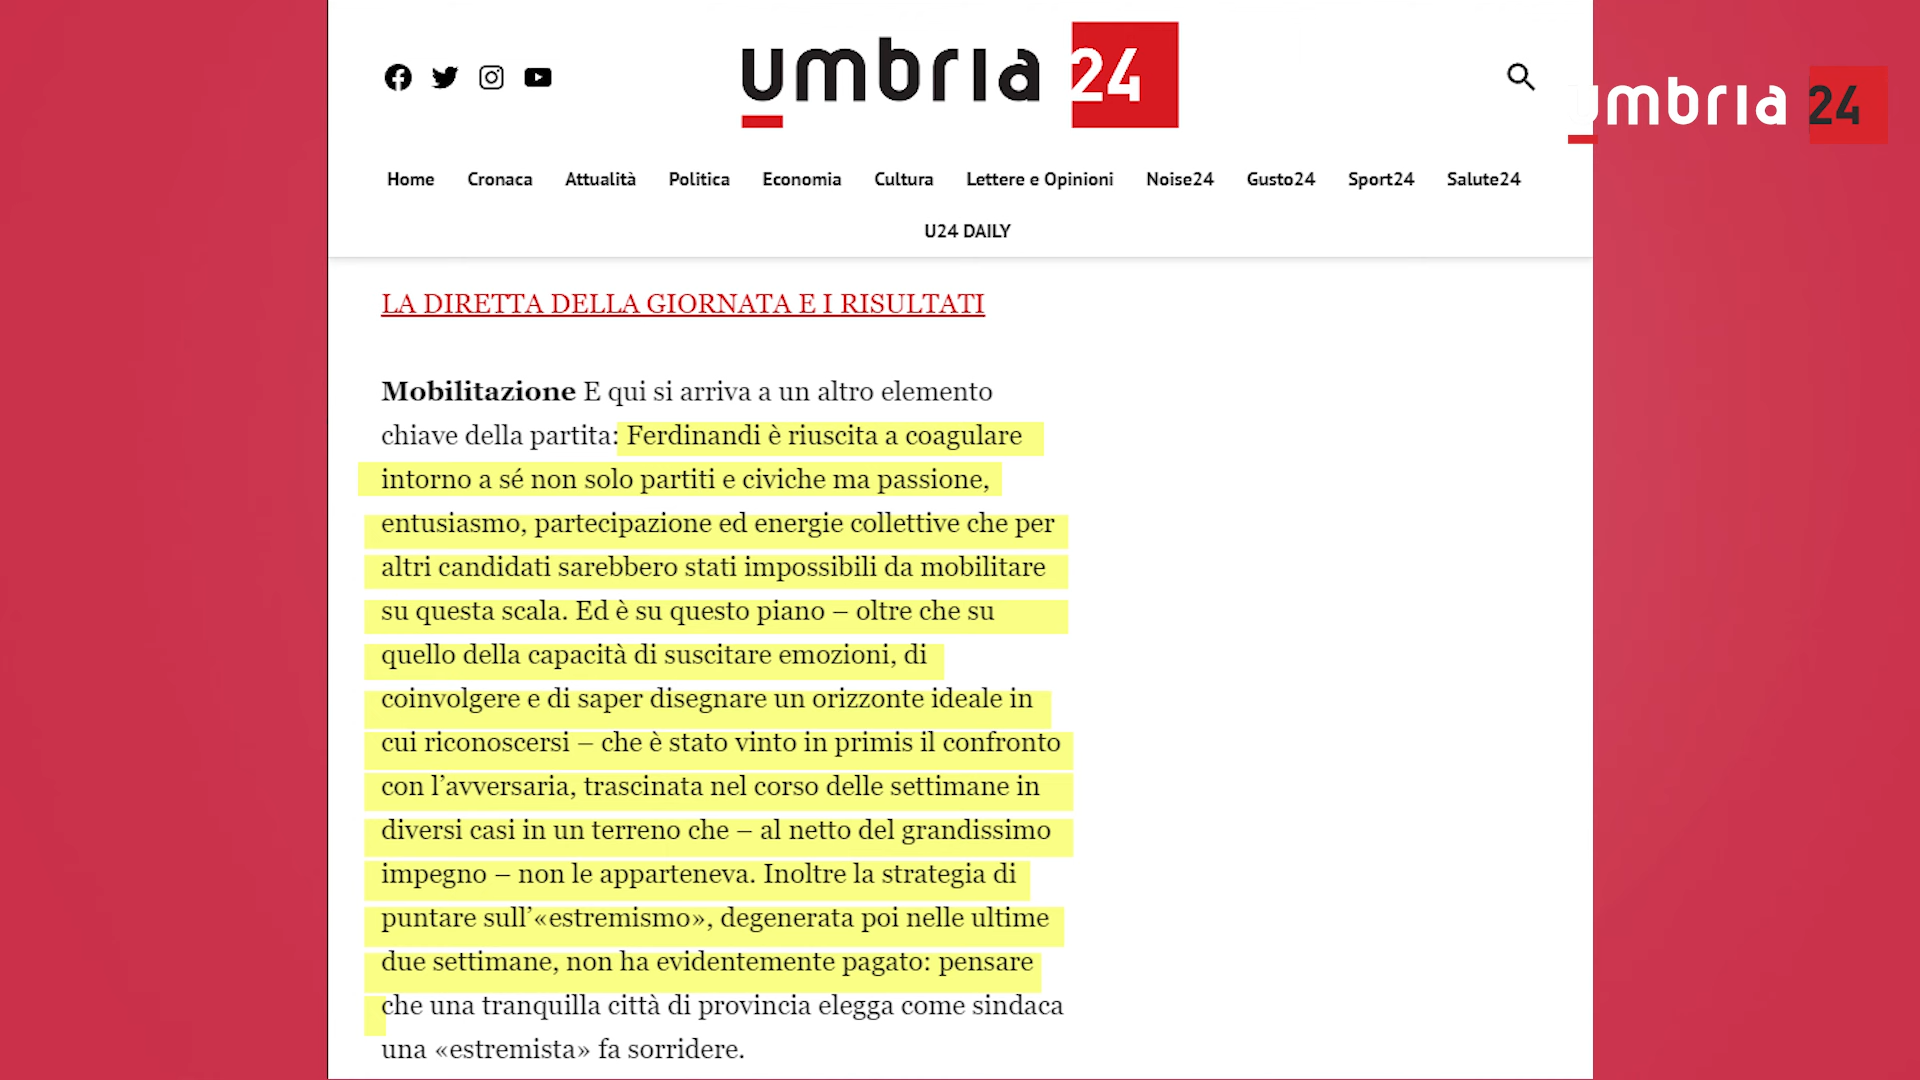 umbria 24
umbria 24
Home Cronaca Attualità Politica Economia Cultura Lettere e Opinioni Noise24 Gusto24 Sport24 Salute24
U24 DAILY
LA DIRETTA DELLA GIORNATA E I RISULTATI
Mobilitazione E qui si arriva a un altro elemento
chiave della partita: Ferdinandi è riuscita a coagulare
intorno a sé non solo partiti e civiche ma passione,
entusiasmo, partecipazione ed energie collettive che per
altri candidati sarebbero stati impossibili da mobilitare
su questa scala. Ed è su questo piano – oltre che su
quello della capacità di suscitare emozioni, di
coinvolgere e di saper disegnare un orizzonte ideale in
cui riconoscersi – che è stato vinto in primis il confronto
con l’avversaria, trascinata nel corso delle settimane in
diversi casi in un terreno che – al netto del grandissimo
impegno – non le apparteneva. Inoltre la strategia di
puntare sull’«estremismo», degenerata poi nelle ultime
due settimane, non ha evidentemente pagato: pensare
che una tranquilla città di provincia elegga come sindaca
una «estremista» fa sorridere.